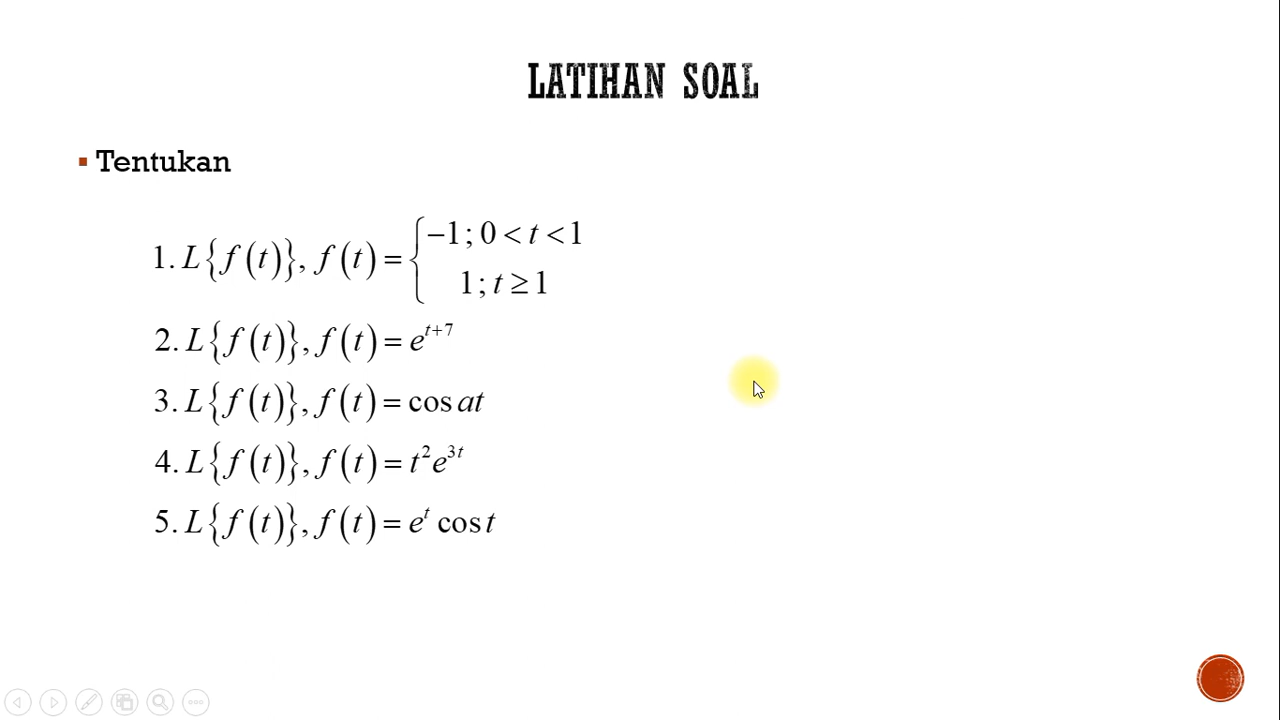 LATIHAN SOAL
▪ Tentukan
1. L{f(t)}, f(t) = { −1; 0 < t < 1
1; t ≥ 1
2. L{f(t)}, f(t) = e^{t+7}
3. L{f(t)}, f(t) = cos at
4. L{f(t)}, f(t) = t²e^{3t}
5. L{f(t)}, f(t) = e^t cos t